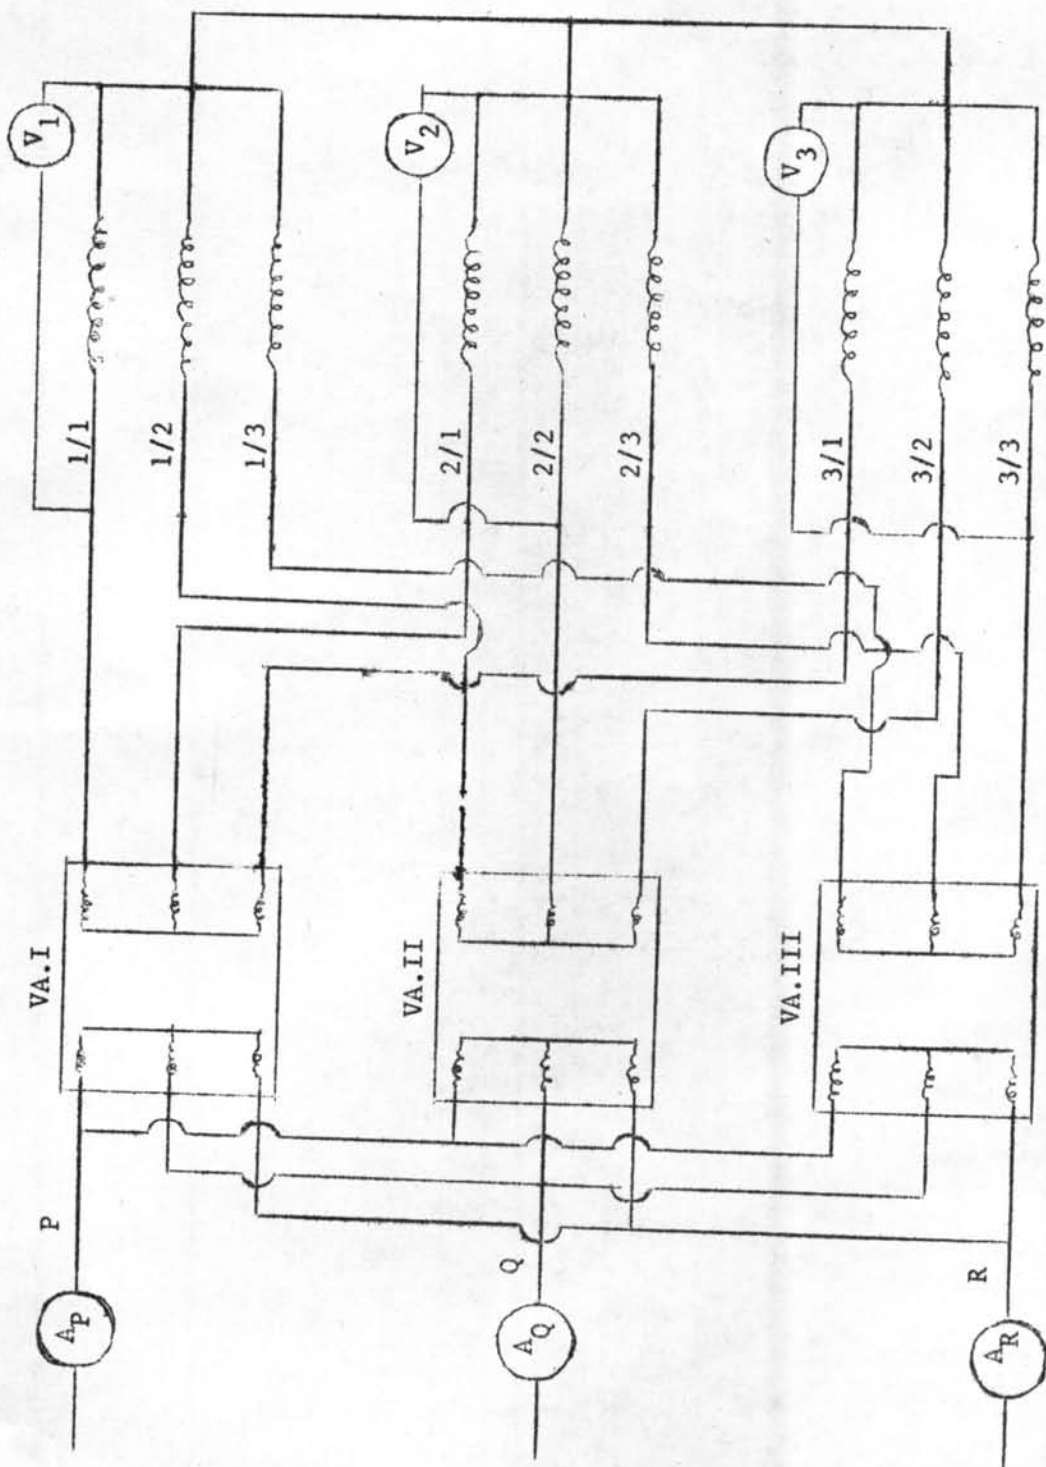 V1
V2
V3
1/1
1/2
1/3
2/1
2/2
2/3
3/1
3/2
3/3
VA.I
VA.II
VA.III
P
Q
R
AP
AQ
AR